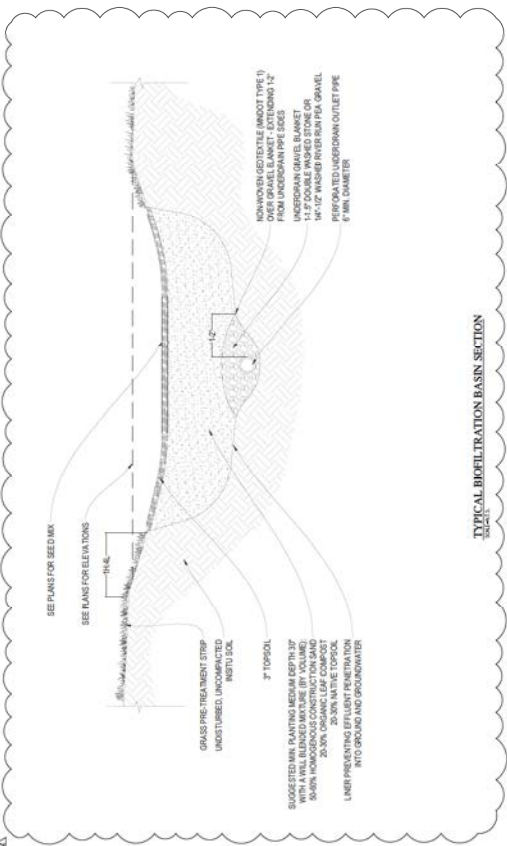 SEE PLANS FOR SEED MIX
SEE PLANS FOR ELEVATIONS
1H:4L
GRASS PRE-TREATMENT STRIP
UNDISTURBED, UNCOMPACTED
INSITU SOIL
3" TOPSOIL
SUGGESTED MIN. PLANTING MEDIUM DEPTH 30"
WITH A WILL BLENDED MIXTURE (BY VOLUME):
50-60% HOMOGENOUS CONSTRUCTION SAND
20-30% ORGANIC LEAF COMPOST
20-30% NATIVE TOPSOIL
LINER PREVENTING EFFLUENT PENETRATION
INTO GROUND AND GROUNDWATER
1-2'
NON-WOVEN GEOTEXTILE (MNDOT TYPE 1)
OVER GRAVEL BLANKET - EXTENDING 1-2'
FROM UNDERDRAIN PIPE SIDES
UNDERDRAIN GRAVEL BLANKET
1-1.5" DOUBLE WASHED STONE OR
1/4"-1/2" WASHED RIVER RUN PEA GRAVEL
PERFORATED UNDERDRAIN OUTLET PIPE
6" MIN. DIAMETER
TYPICAL BIOFILTRATION BASIN SECTION